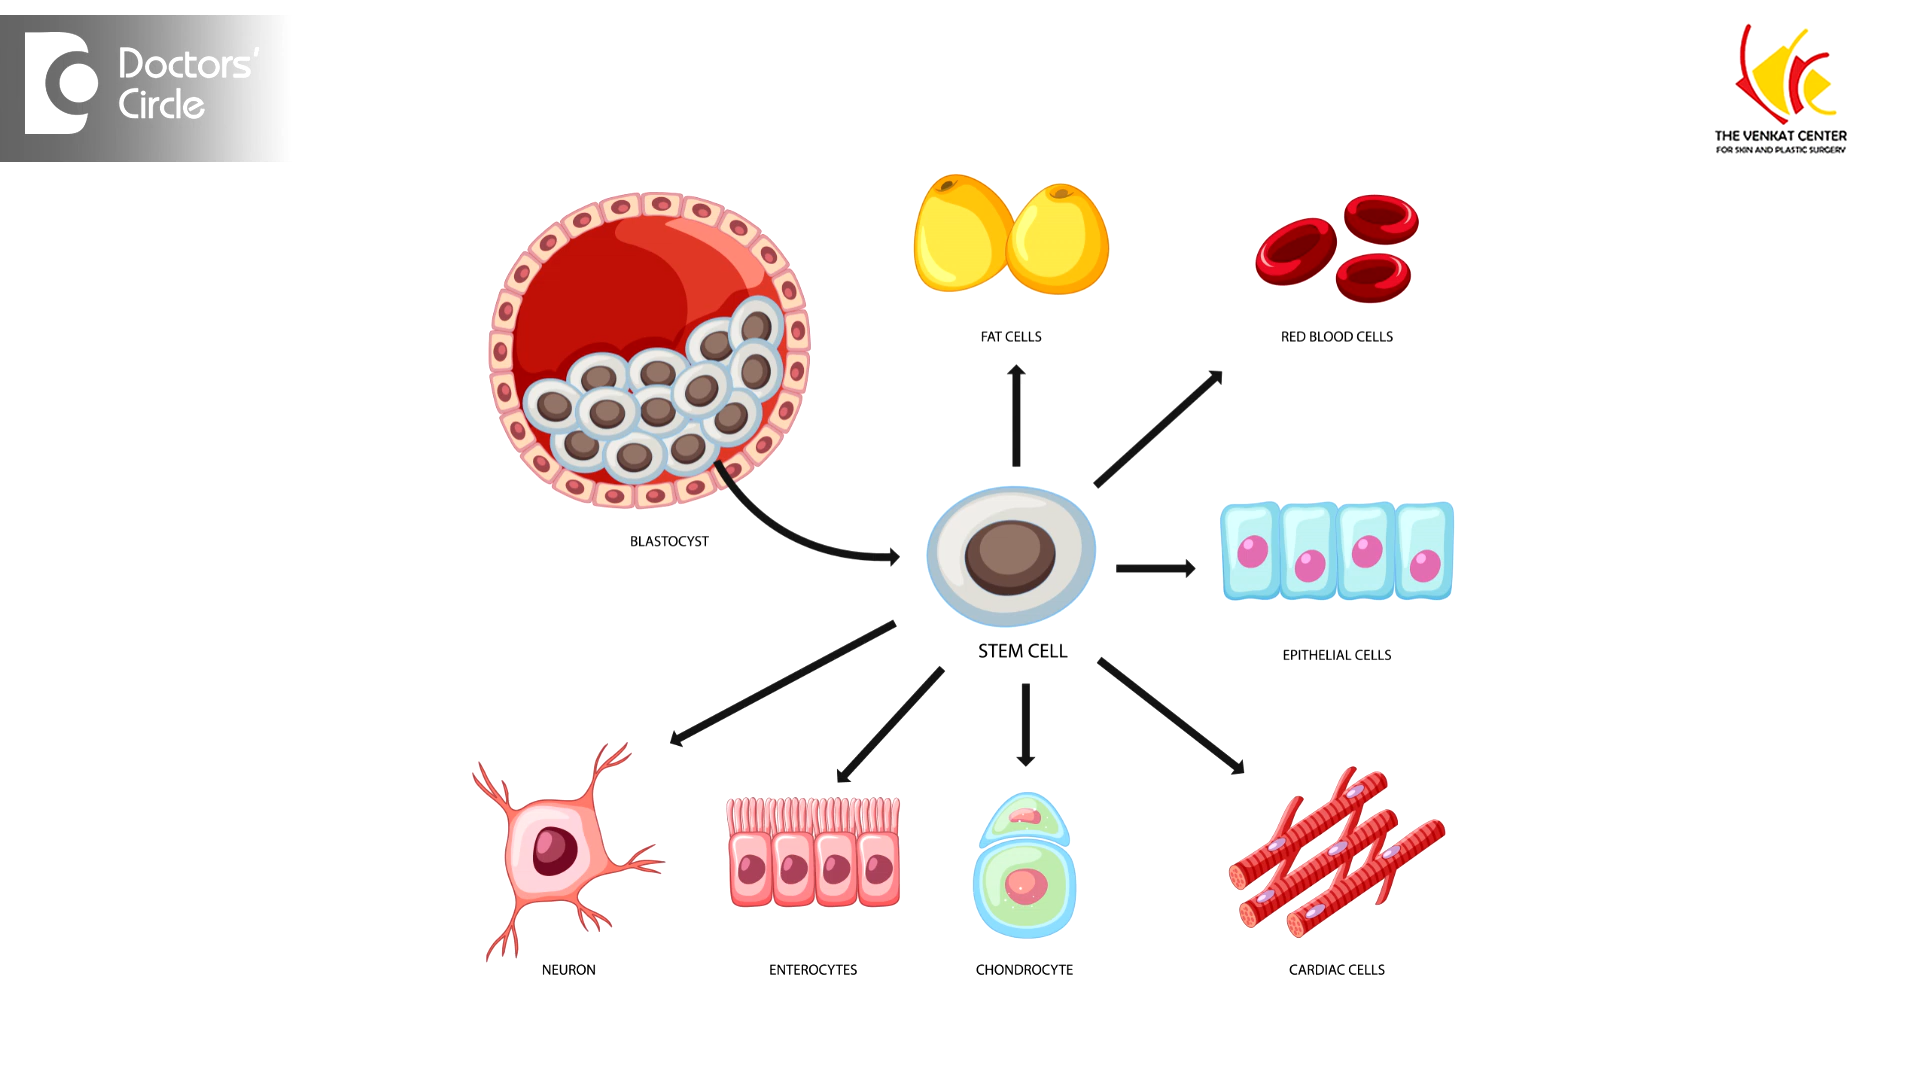 Doctors'
Circle
THE VENKAT CENTER
FOR SKIN AND PLASTIC SURGERY
FAT CELLS
RED BLOOD CELLS
BLASTOCYST
STEM CELL
EPITHELIAL CELLS
NEURON
ENTEROCYTES
CHONDROCYTE
CARDIAC CELLS